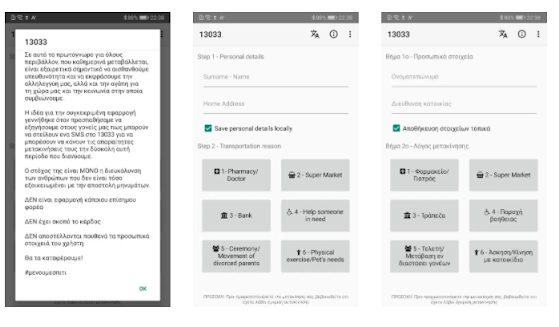 80% 22:38
13033
Σε αυτό το πρωτόγνωρο για όλους
περιβάλλον, που καθημερινά μεταβάλλεται,
είναι εξαιρετικά σημαντικό να αισθανθούμε
υπευθυνότητα και να εκφράσουμε την
αλληλεγγύη μας, αλλά και την αγάπη για
τη χώρα μας και την κοινωνία στην οποία
συμβιώνουμε.
Η ιδέα για την συγκεκριμένη εφαρμογή
γεννήθηκε όταν προσπαθήσαμε να
εξηγήσουμε στους γονείς μας πως μπορούν
να στείλουν ένα SMS στο 13033 για να
μπορέσουν να κάνουν τις απαραίτητες
μετακινήσεις τους την δύσκολη αυτή
περίοδο που διανύουμε.
Ο στόχος της είναι ΜΟΝΟ η διευκόλυνση
των ανθρώπων που δεν είναι τόσο
εξοικειωμένοι με την αποστολή μηνυμάτων.
ΔΕΝ είναι εφαρμογή κάποιου επίσημου
φορέα
ΔΕΝ έχει σκοπό το κέρδος
ΔΕΝ αποστέλλονται πουθενά τα προσωπικά
στοιχεία του χρήστη
Θα τα καταφέρουμε!
#μενουμεσπιτι
OK
80% 22:38
13033
Step 1 - Personal details
Surname - Name
Home Address
Save personal details
locally
Step 2 - Transportation reason
1- Pharmacy/
Doctor
2 - Super Market
3 - Bank
4 - Help someone
in need
5 - Ceremony/
Movement of
divorced parents
6 - Physical
exercise/Pet's needs
80% 22:39
13033
Βήμα 1ο - Προσωπικά στοιχεία
Ονοματεπώνυμο
Διεύθυνση κατοικίας
Αποθήκευση στοιχείων
τοπικά
Βήμα 2ο - Λόγος μετακίνησης
1 - Φαρμακείο/
Γιατρός
2 - Super Market
3 - Τράπεζα
4 - Παροχή
βοήθειας
5 - Τελετή/
Μετάβαση εν
διαστάσει γονέων
6 - Άσκηση/Κίνηση
με κατοικίδιο